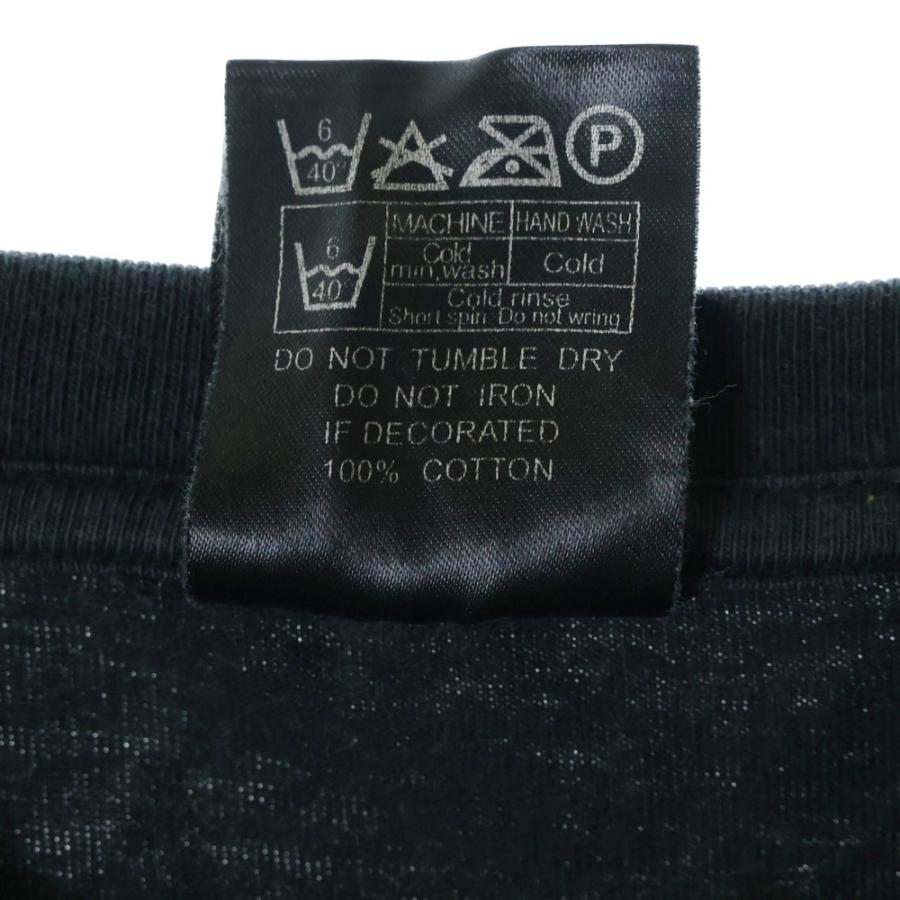 6 P
40°
MACHINE HAND WASH
6 Cold Cold
40° min,wash
Cold rinse
Short spin Do not wring
DO NOT TUMBLE DRY
DO NOT IRON
IF DECORATED
100% COTTON